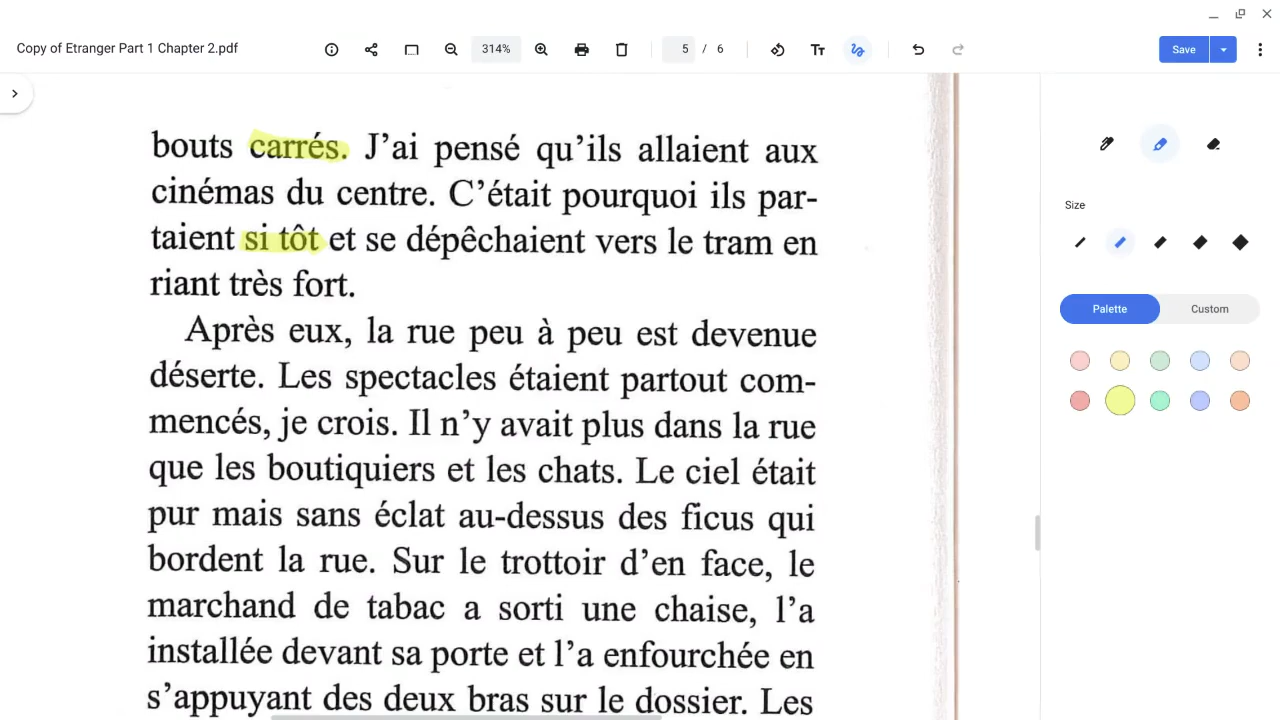 Copy of Etranger Part 1 Chapter 2.pdf
314%
5 / 6
Save
bouts carrés. J’ai pensé qu’ils allaient aux
cinémas du centre. C’était pourquoi ils par-
taient si tôt et se dépêchaient vers le tram en
riant très fort.
Après eux, la rue peu à peu est devenue
déserte. Les spectacles étaient partout com-
mencés, je crois. Il n’y avait plus dans la rue
que les boutiquiers et les chats. Le ciel était
pur mais sans éclat au-dessus des ficus qui
bordent la rue. Sur le trottoir d’en face, le
marchand de tabac a sorti une chaise, l’a
installée devant sa porte et l’a enfourchée en
s’appuyant des deux bras sur le dossier. Les
Size
Palette
Custom